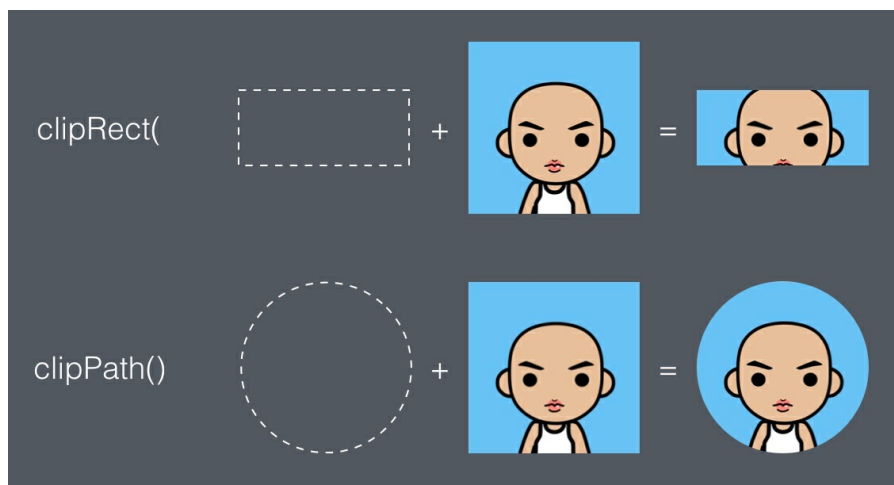 clipRect( + =
clipPath() + =